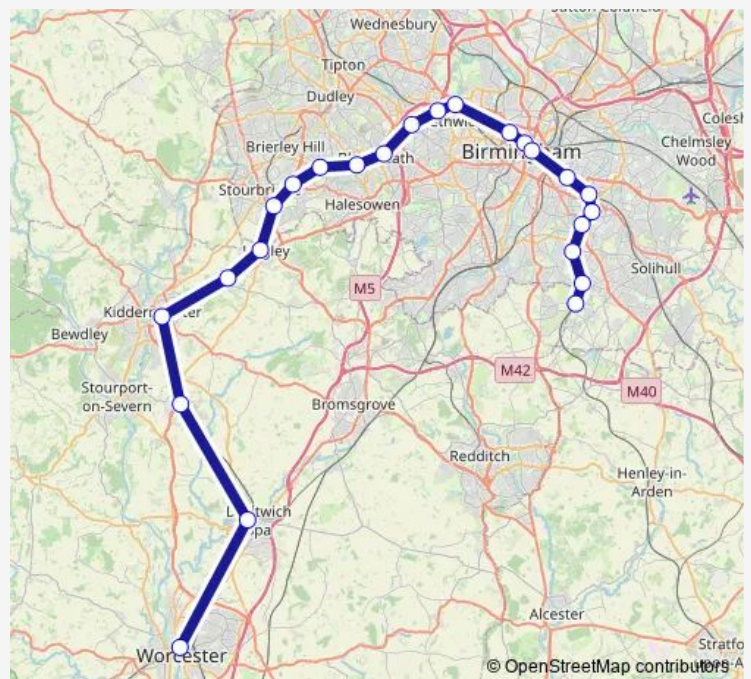 Wednesbury
Tipton
Dudley
Colesh
Chelmsley
Wood
Birmingham
Brierley Hill
Halesowen
Solihull
M5
Bewdley
Stourport-
on-Severn
M42
M40
Bromsgrove
Redditch
Henley-in-
Arden
Alcester
Worcester
Stratfo
© OpenStreetMap contributors